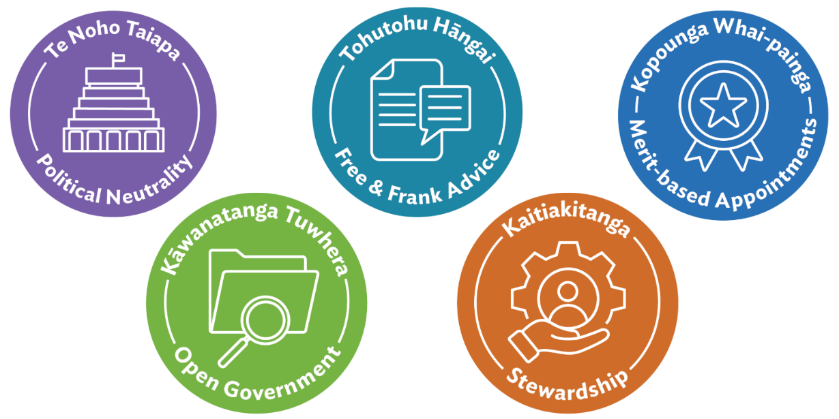 Te Noho Taiapa
Political Neutrality
Tohutohu Hāngai
Free & Frank Advice
Kopounga Whai-painga
Merit-based Appointments
Kāwanatanga Tuwhera
Open Government
Kaitiakitanga
Stewardship